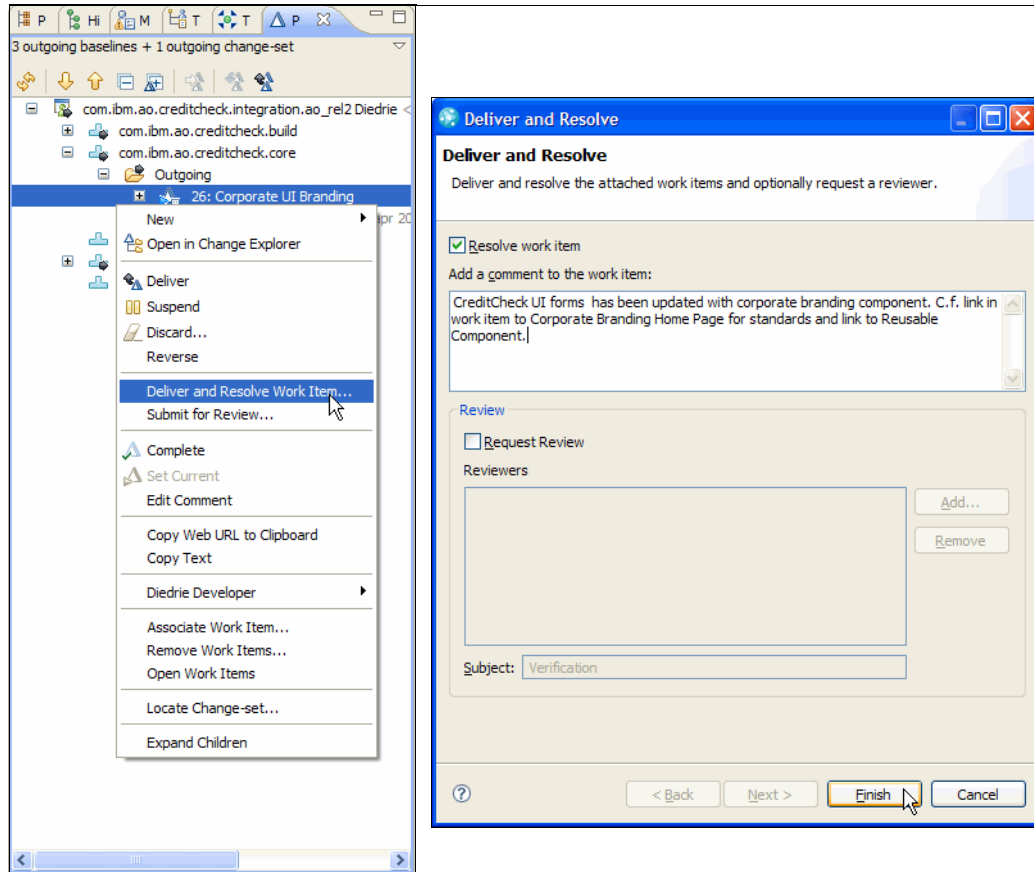 P Hi M T T P
3 outgoing baselines + 1 outgoing change-set
com.ibm.ao.creditcheck.integration.ao_rel2 Diedrie <
com.ibm.ao.creditcheck.build
com.ibm.ao.creditcheck.core
Outgoing
26: Corporate UI Branding
New
Open in Change Explorer
Deliver
Suspend
Discard...
Reverse
Deliver and Resolve Work Item...
Submit for Review...
Complete
Set Current
Edit Comment
Copy Web URL to Clipboard
Copy Text
Diedrie Developer
Associate Work Item...
Remove Work Items...
Open Work Items
Locate Change-set...
Expand Children
Deliver and Resolve
Deliver and Resolve
Deliver and resolve the attached work items and optionally request a reviewer.
Resolve work item
Add a comment to the work item:
CreditCheck UI forms has been updated with corporate branding component. C.f. link in
work item to Corporate Branding Home Page for standards and link to Reusable
Component.
Review
Request Review
Reviewers
Add...
Remove
Subject: Verification
< Back Next > Finish Cancel